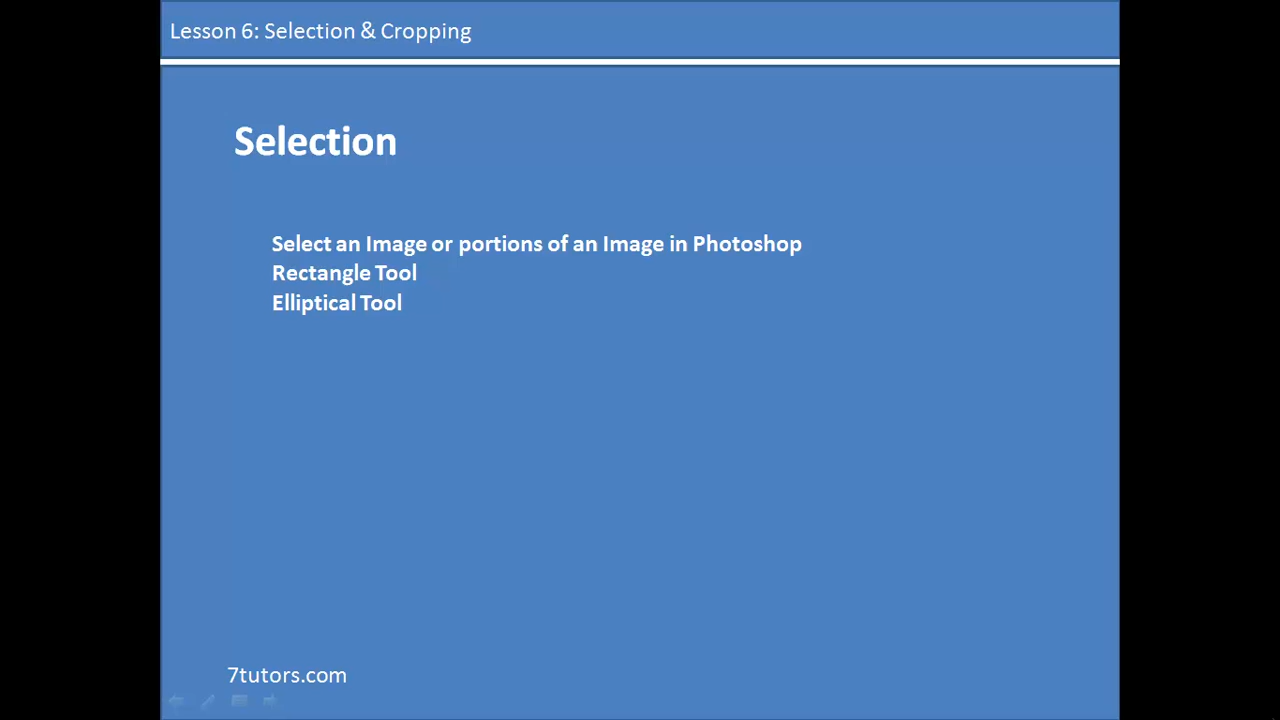 Lesson 6: Selection & Cropping
Selection
Select an Image or portions of an Image in Photoshop
Rectangle Tool
Elliptical Tool
7tutors.com